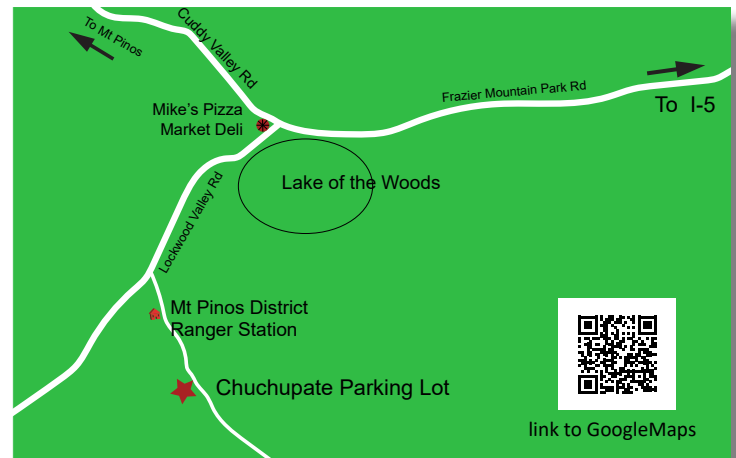 To Mt Pinos
Cuddy Valley Rd
Frazier Mountain Park Rd
To I-5
Mike’s Pizza
Market Deli
Lake of the Woods
Lockwood Valley Rd
Mt Pinos District
Ranger Station
Chuchupate Parking Lot
link to GoogleMaps